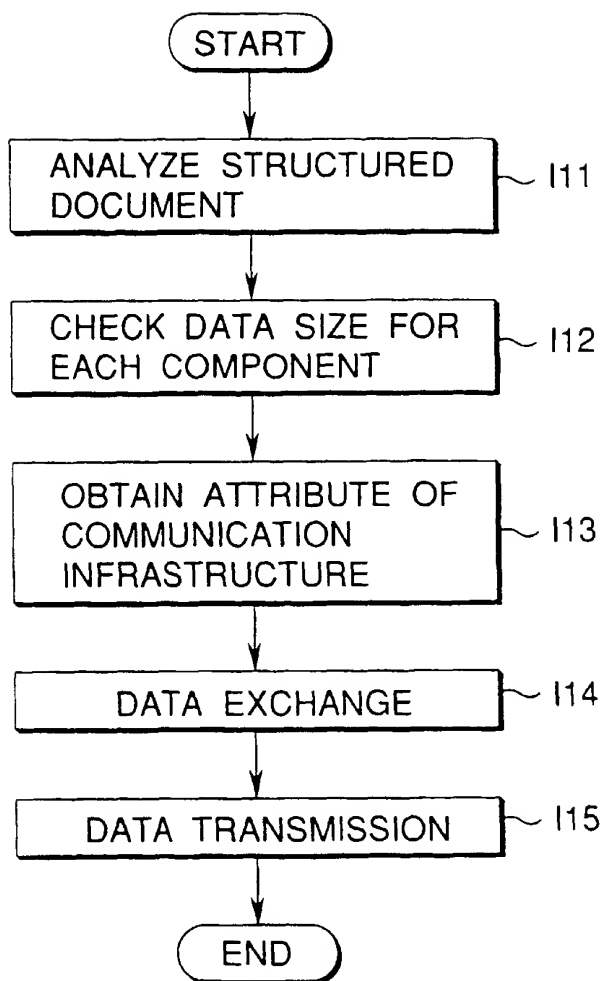 START
ANALYZE STRUCTURED
DOCUMENT
I11
CHECK DATA SIZE FOR
EACH COMPONENT
I12
OBTAIN ATTRIBUTE OF
COMMUNICATION
INFRASTRUCTURE
I13
DATA EXCHANGE
I14
DATA TRANSMISSION
I15
END